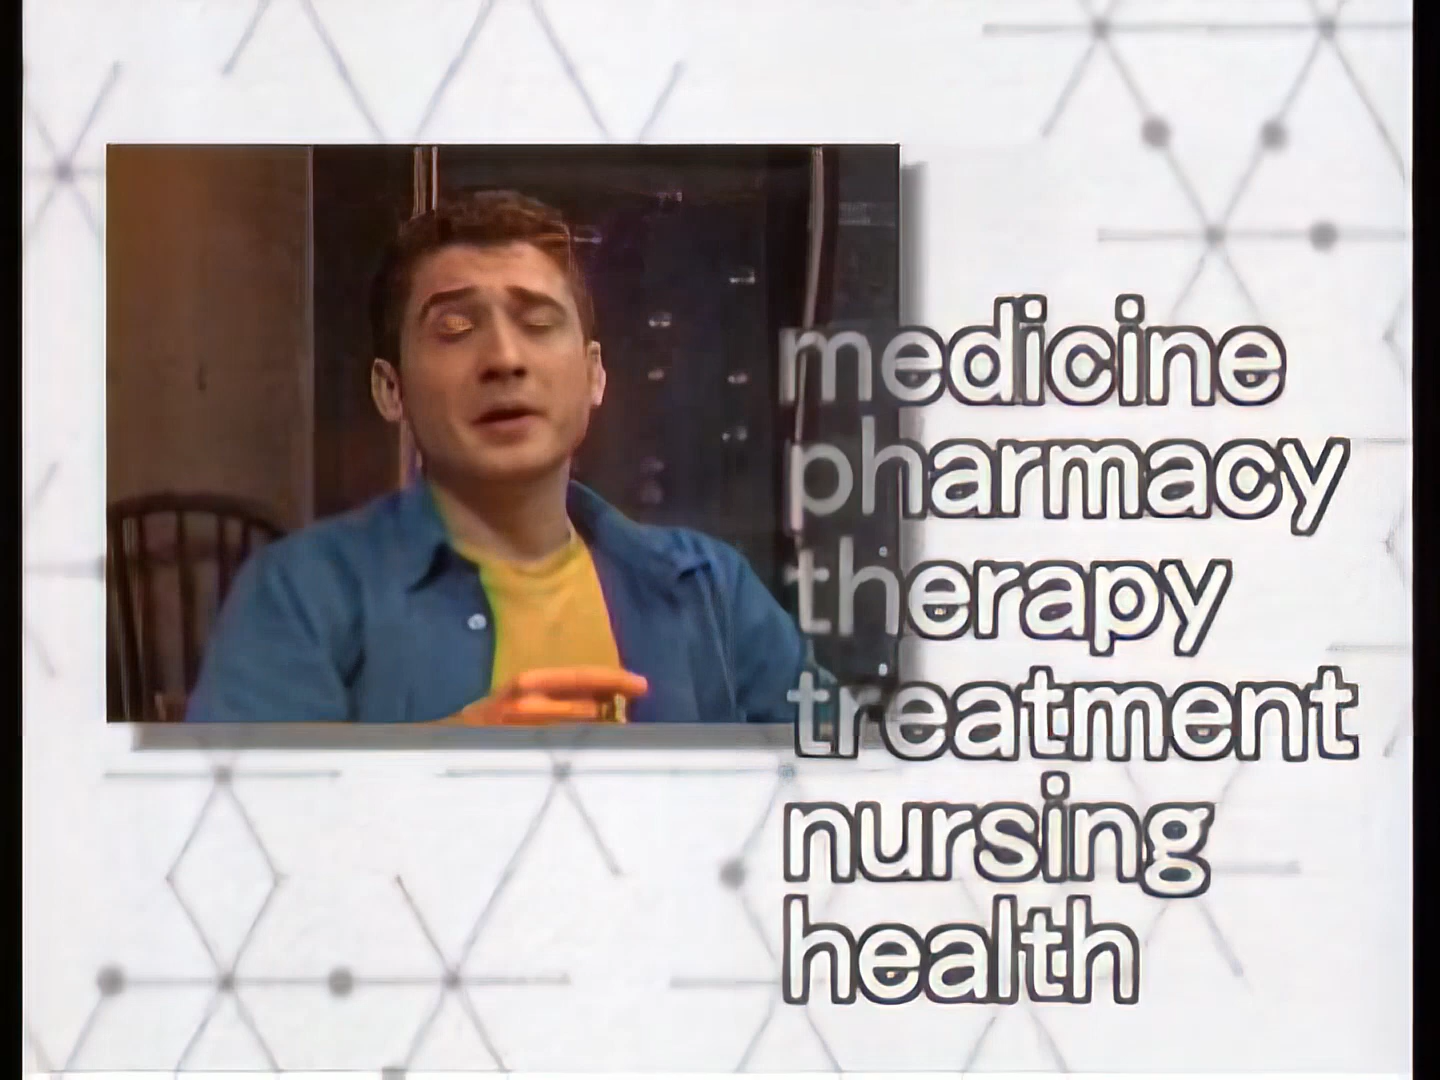 medicine
pharmacy
therapy
treatment
nursing
health